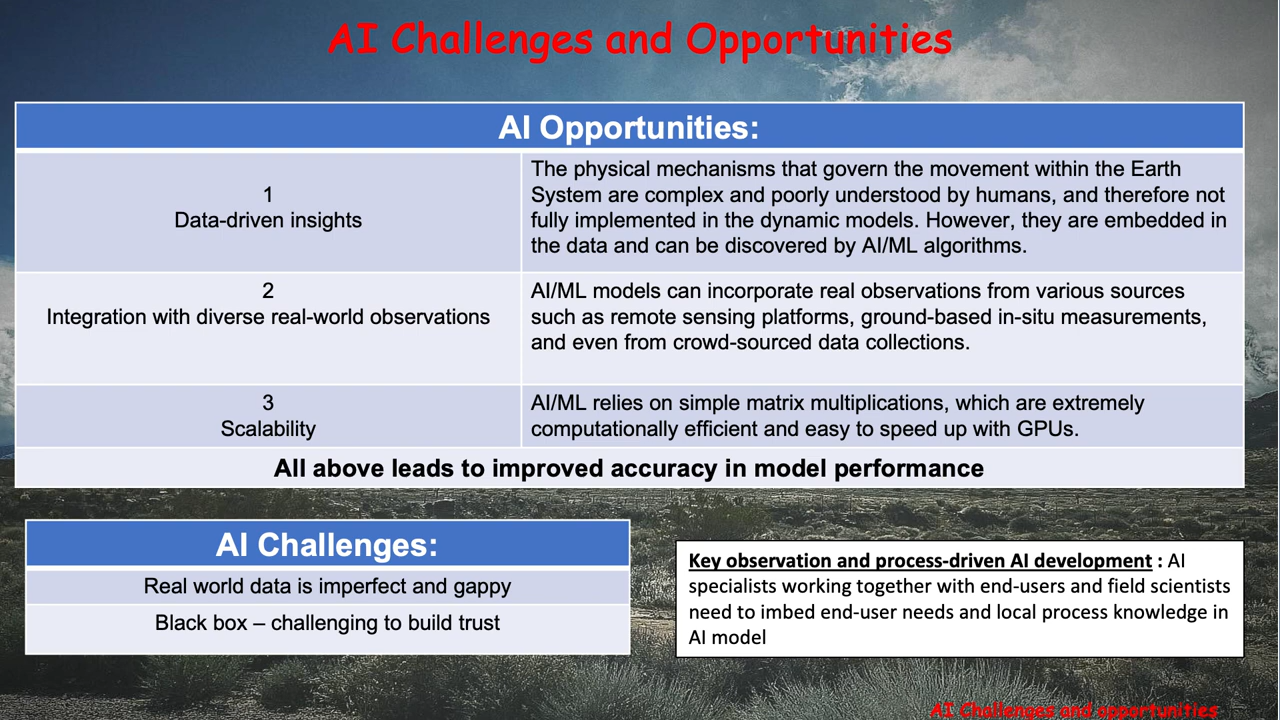 AI Challenges and Opportunities
AI Opportunities:
1
Data-driven insights
The physical mechanisms that govern the movement within the Earth
System are complex and poorly understood by humans, and therefore not
fully implemented in the dynamic models. However, they are embedded in
the data and can be discovered by AI/ML algorithms.
2
Integration with diverse real-world observations
AI/ML models can incorporate real observations from various sources
such as remote sensing platforms, ground-based in-situ measurements,
and even from crowd-sourced data collections.
3
Scalability
AI/ML relies on simple matrix multiplications, which are extremely
computationally efficient and easy to speed up with GPUs.
All above leads to improved accuracy in model performance
AI Challenges:
Real world data is imperfect and gappy
Black box – challenging to build trust
Key observation and process-driven AI development : AI
specialists working together with end-users and field scientists
need to imbed end-user needs and local process knowledge in
AI model
AI Challenges and opportunities